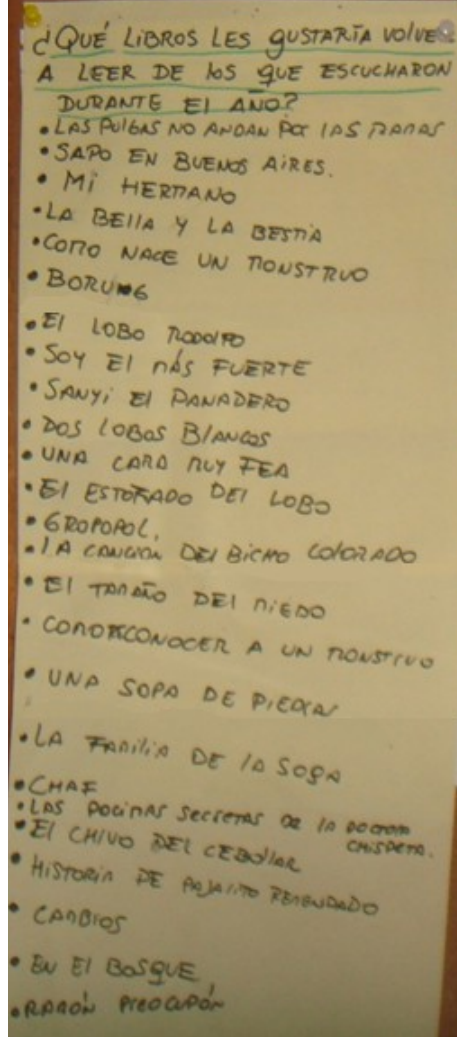 ¿QUÉ LIBROS LES GUSTARÍA VOLVER
A LEER DE LOS QUE ESCUCHARON
DURANTE EL AÑO?
• LAS PULGAS NO ANDAN POR LAS RAMAS
• SAPO EN BUENOS AIRES.
• MI HERMANO
• LA BELLA Y LA BESTIA
• COMO NACE UN MONSTRUO
• BORUNG
• El LOBO RODOLFO
• SOY El MÁS FUERTE
• SANYI El PANADERO
• DOS LOBOS BLANCOS
• UNA CARA MUY FEA
• El ESTOFADO DEL LOBO
• GROPOPOL.
• LA CANCION DEL BICHO COLORADO
• El TAMAÑO DEL MIEDO
• COMO RECONOCER A UN MONSTRUO
• UNA SOPA DE PIEDRA
• LA FAMILIA DE LA SOGA
• CHAF
• LAS POCIMAS SECRETAS DE LA DOCTORA
CHISPETA.
• El CHIVO DEL CEBOLLAR
• HISTORIA DE PAJARITO REMENDADO
• CAMBIOS
• EN El BOSQUE
• RAMÓN PREOCUPÓN